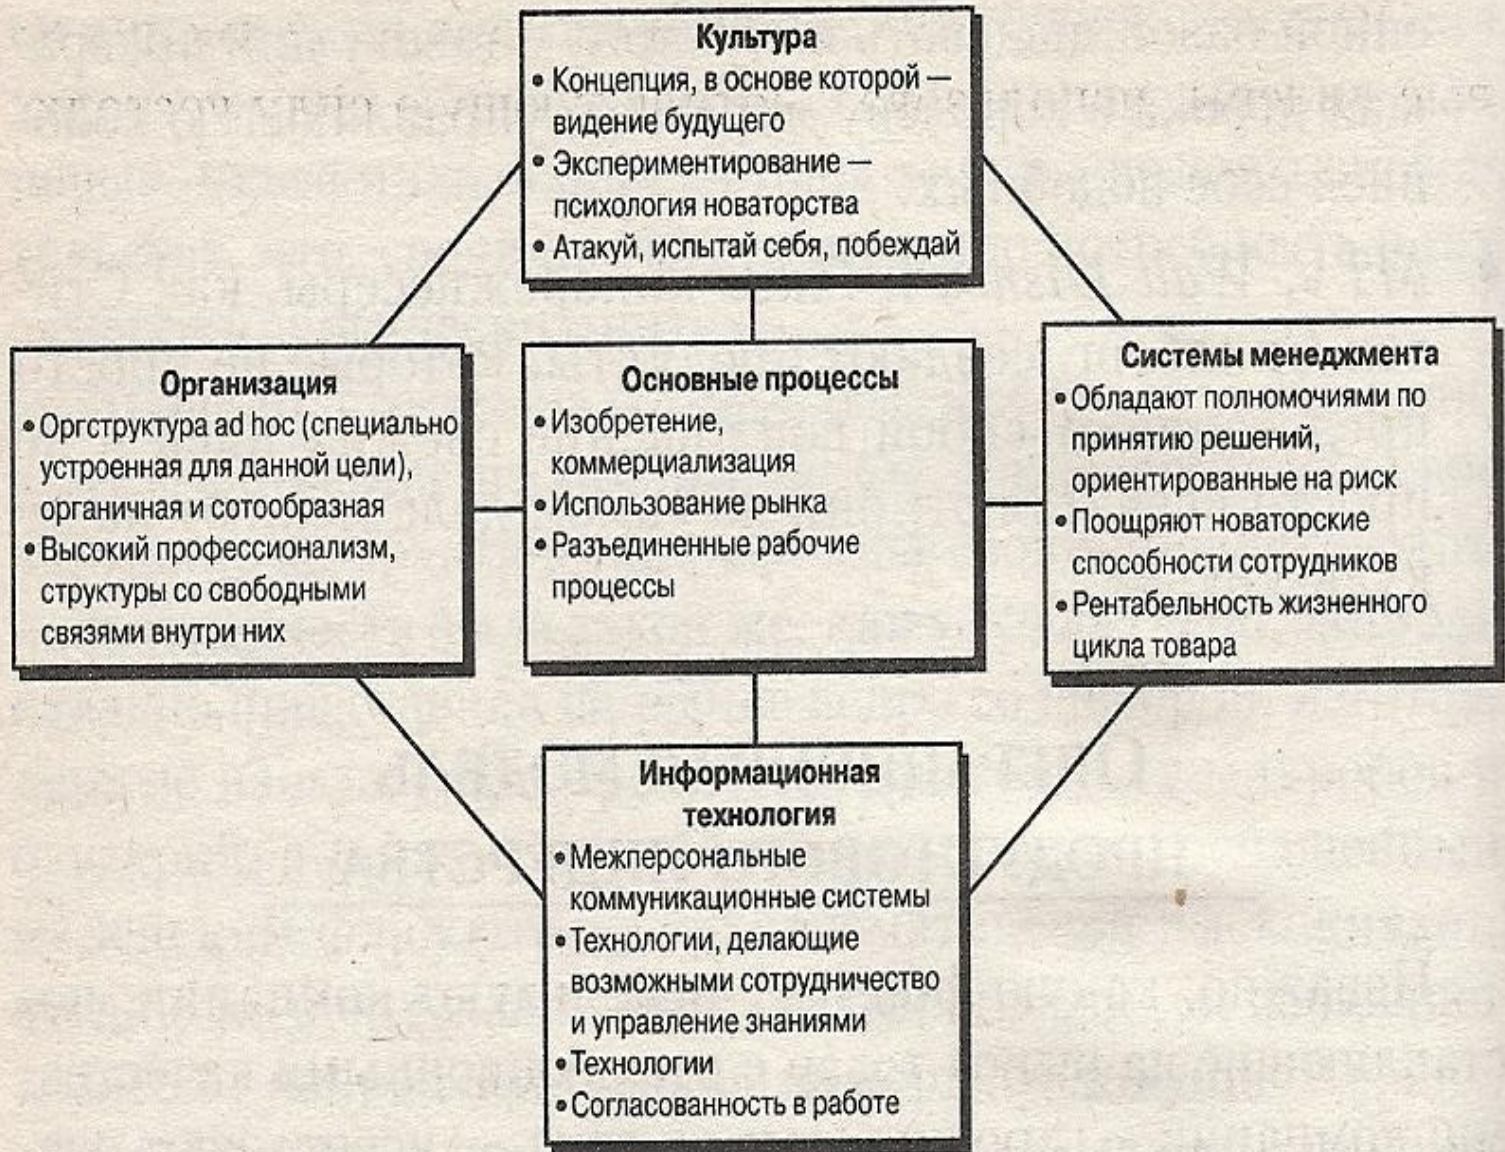 Культура
• Концепция, в основе которой —
видение будущего
• Экспериментирование —
психология новаторства
• Атакуй, испытай себя, побеждай
Организация
• Оргструктура ad hoc (специально
устроенная для данной цели),
органичная и сотообразная
• Высокий профессионализм,
структуры со свободными
связями внутри них
Основные процессы
• Изобретение,
коммерциализация
• Использование рынка
• Разъединенные рабочие
процессы
Системы менеджмента
• Обладают полномочиями по
принятию решений,
ориентированные на риск
• Поощряют новаторские
способности сотрудников
• Рентабельность жизненного
цикла товара
Информационная
технология
• Межперсональные
коммуникационные системы
• Технологии, делающие
возможными сотрудничество
и управление знаниями
• Технологии
• Согласованность в работе